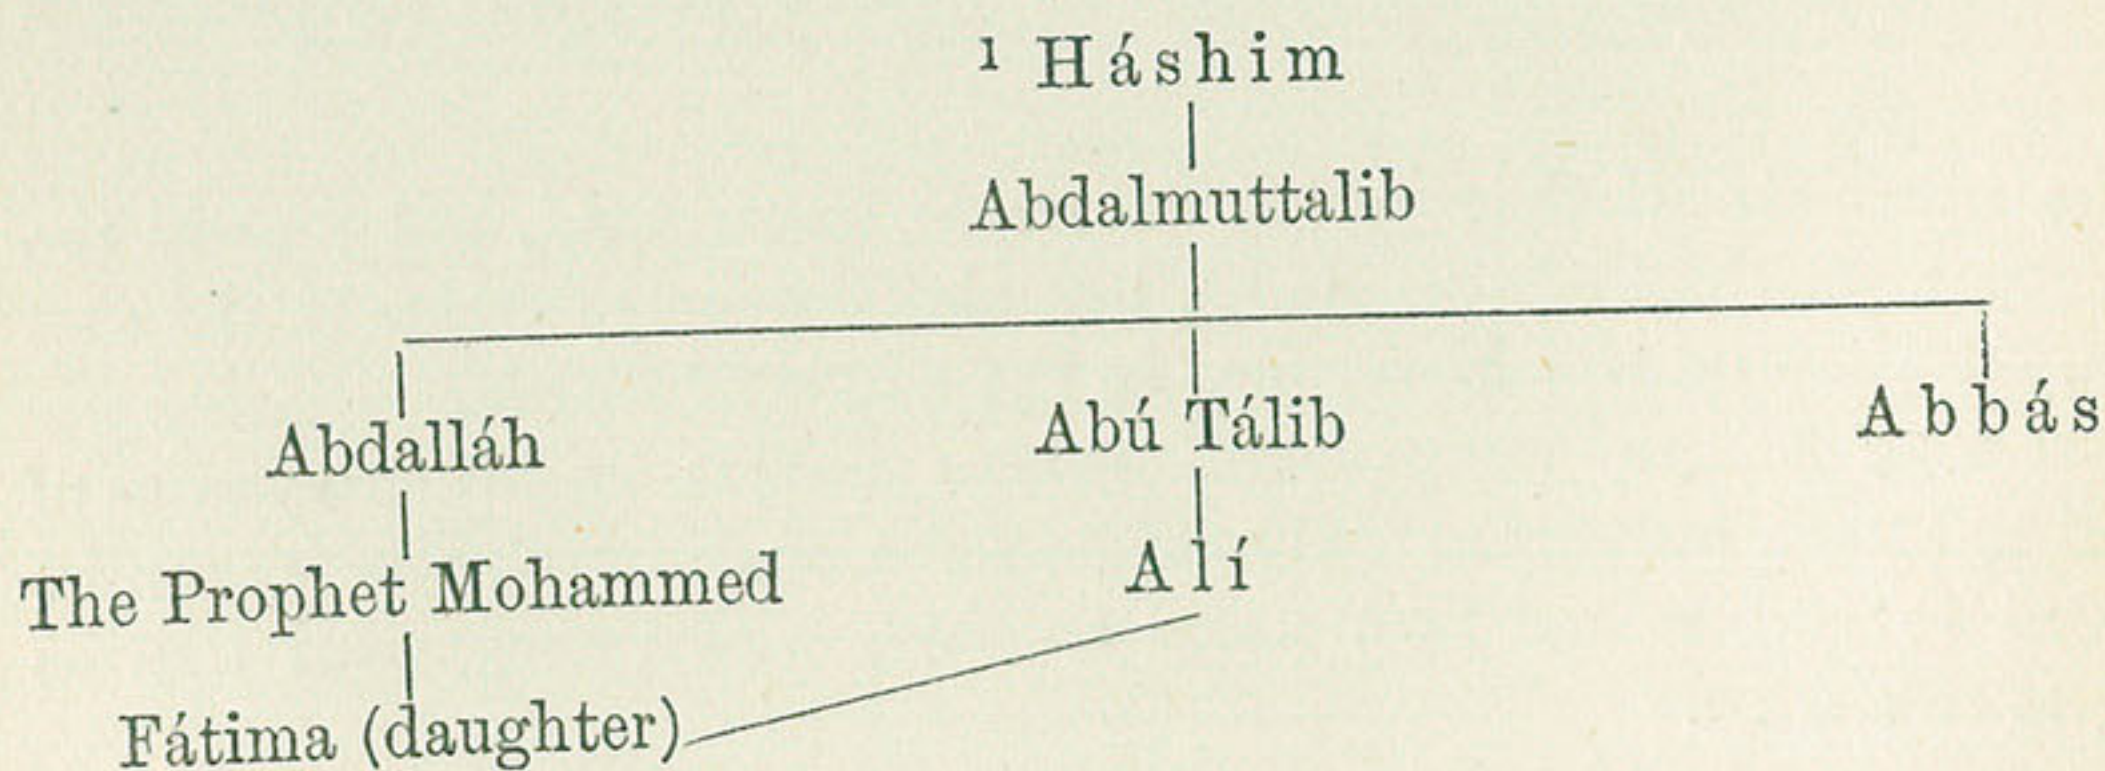 ¹ Háshim
Abdalmuttalib
Abdalláh Abú Tálib Abbás
The Prophet Mohammed Alí
Fátima (daughter)